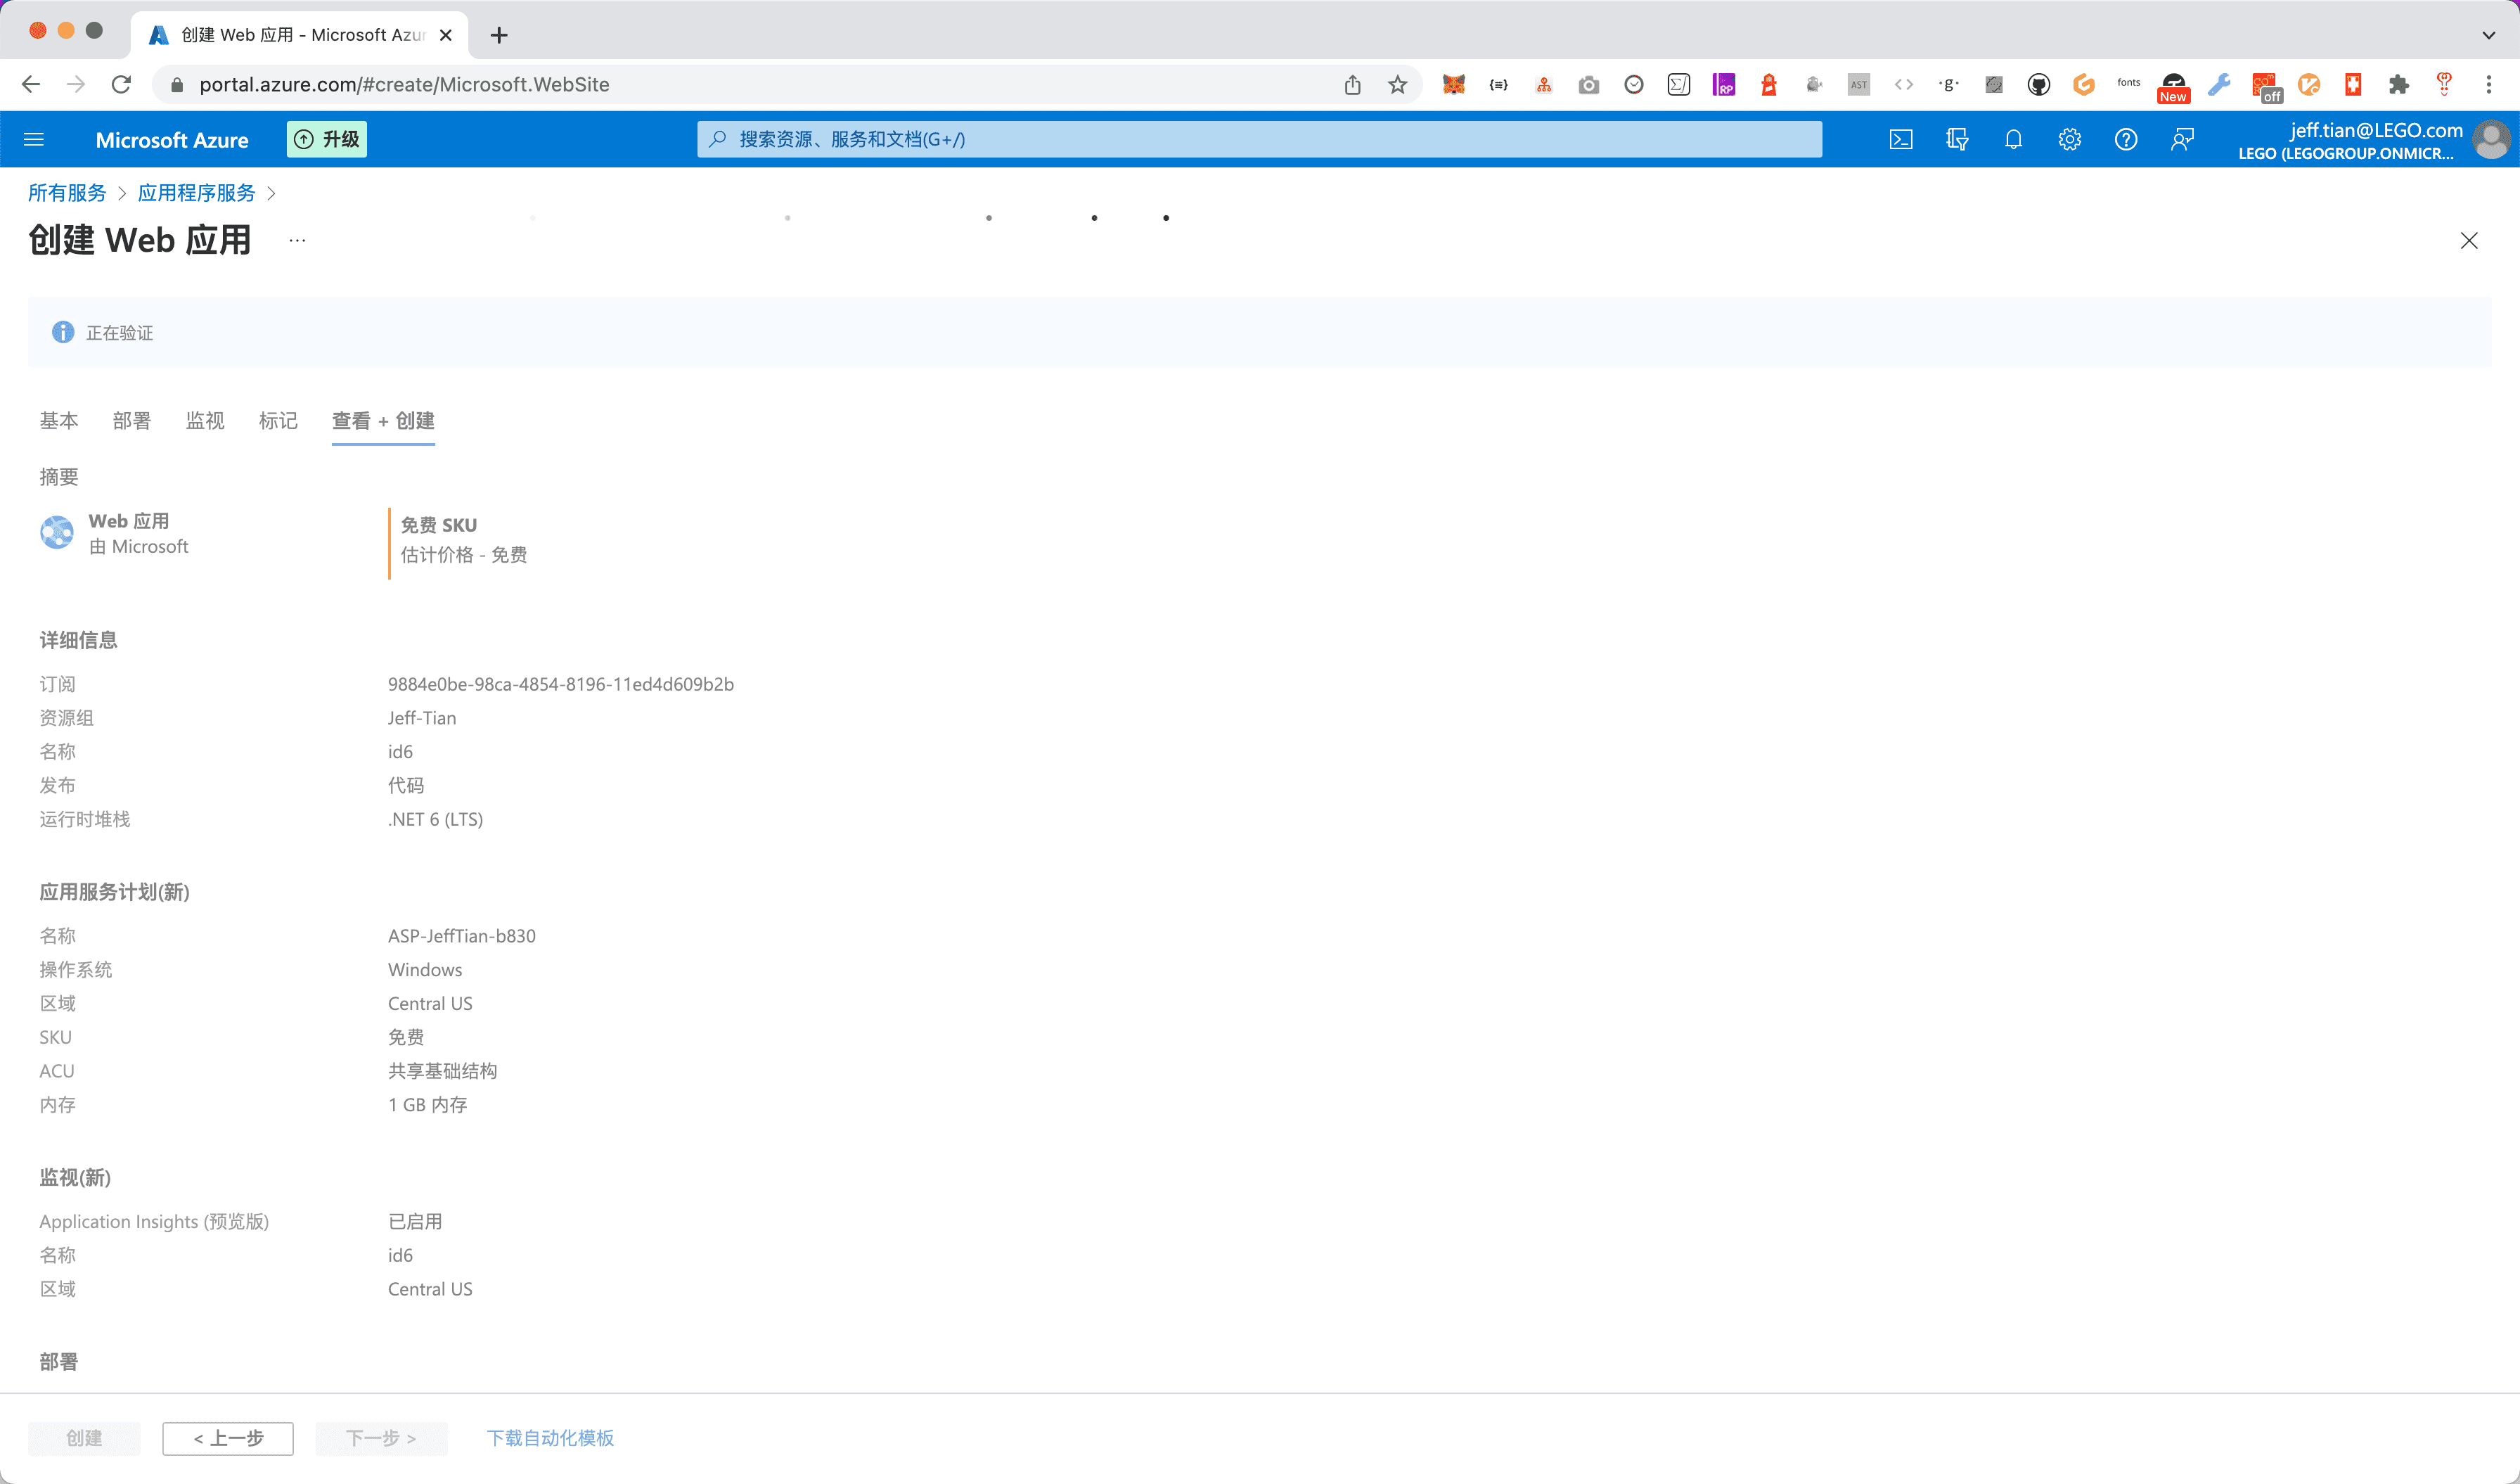 创建 Web 应用 - Microsoft Azur
portal.azure.com/#create/Microsoft.WebSite
RP
AST
·g·
fonts
New
off
Microsoft Azure
升级
搜索资源、服务和文档(G+/)
jeff.tian@LEGO.com
LEGO (LEGOGROUP.ONMICR...
所有服务 > 应用程序服务 >
创建 Web 应用 ...
正在验证
基本 部署 监视 标记 查看 + 创建
摘要
Web 应用
由 Microsoft
免费 SKU
估计价格 - 免费
详细信息
订阅 9884e0be-98ca-4854-8196-11ed4d609b2b
资源组 Jeff-Tian
名称 id6
发布 代码
运行时堆栈 .NET 6 (LTS)
应用服务计划(新)
名称 ASP-JeffTian-b830
操作系统 Windows
区域 Central US
SKU 免费
ACU 共享基础结构
内存 1 GB 内存
监视(新)
Application Insights (预览版) 已启用
名称 id6
区域 Central US
部署
创建 < 上一步 下一步 > 下载自动化模板